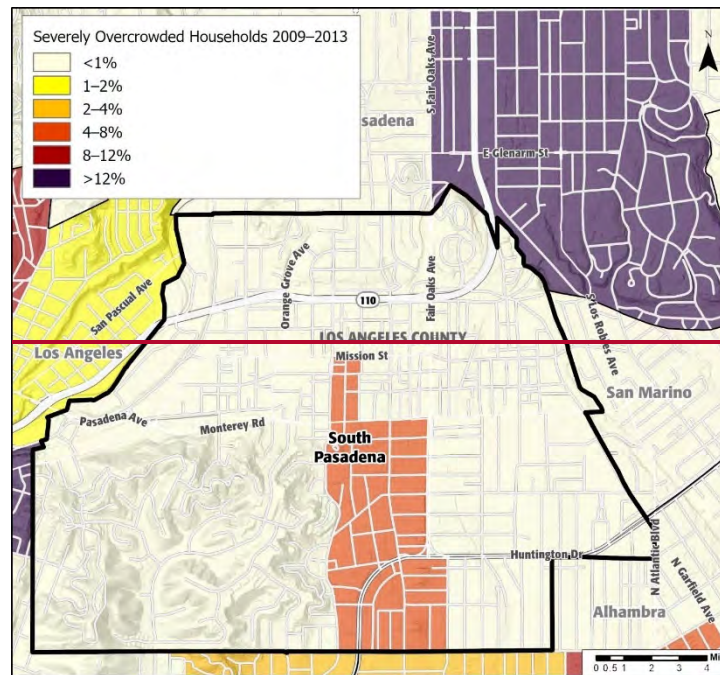 Severely Overcrowded Households 2009–2013
<1%
1–2%
2–4%
4–8%
8–12%
>12%
N
S Fair Oaks Ave
sadena
E Glenarm St
Orange Grove Ave
Fair Oaks Ave
San Pascual Ave
110
S Los Robles Ave
LOS ANGELES COUNTY
Los Angeles
Mission St
San Marino
Pasadena Ave
Monterey Rd
South
Pasadena
Huntington Dr
N Atlantic Blvd
N Garfield Ave
Alhambra
Mi
0 0.5 1 2 3 4